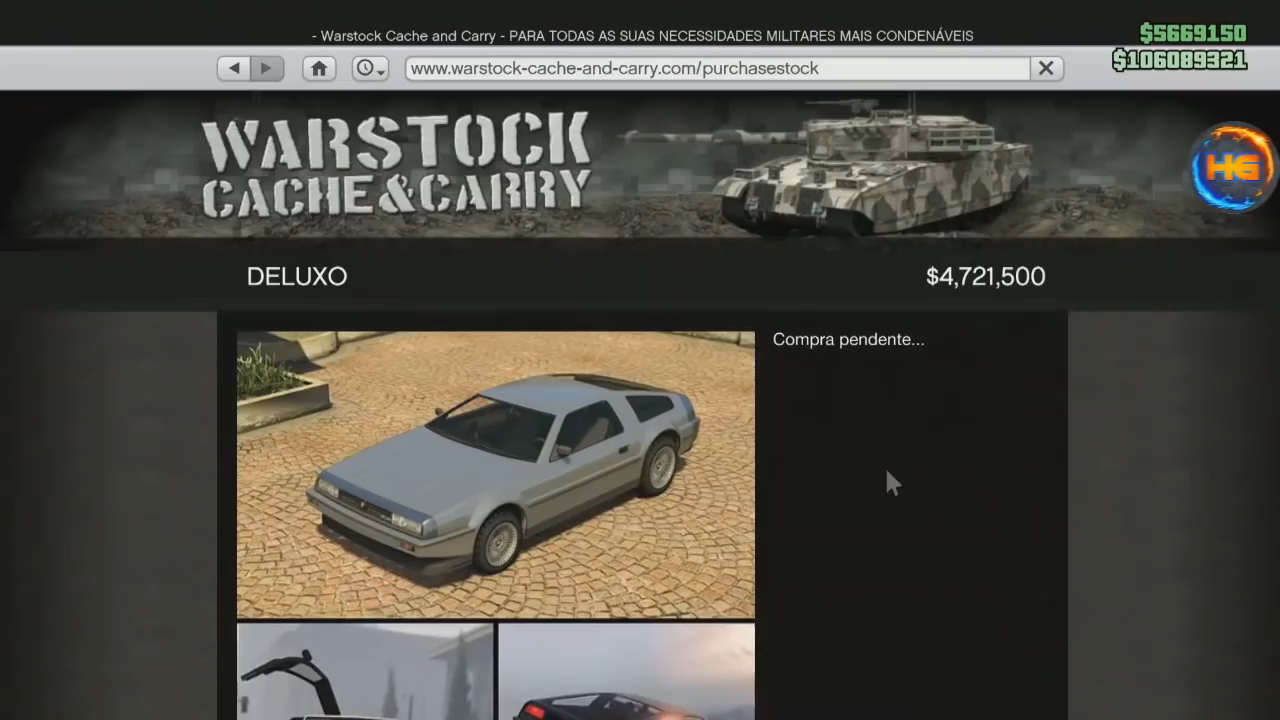 - Warstock Cache and Carry - PARA TODAS AS SUAS NECESSIDADES MILITARES MAIS CONDENÁVEIS
$5669150
$106089321
www.warstock-cache-and-carry.com/purchasestock
WARSTOCK
CACHE&CARRY
HG
DELUXO
$4,721,500
Compra pendente...